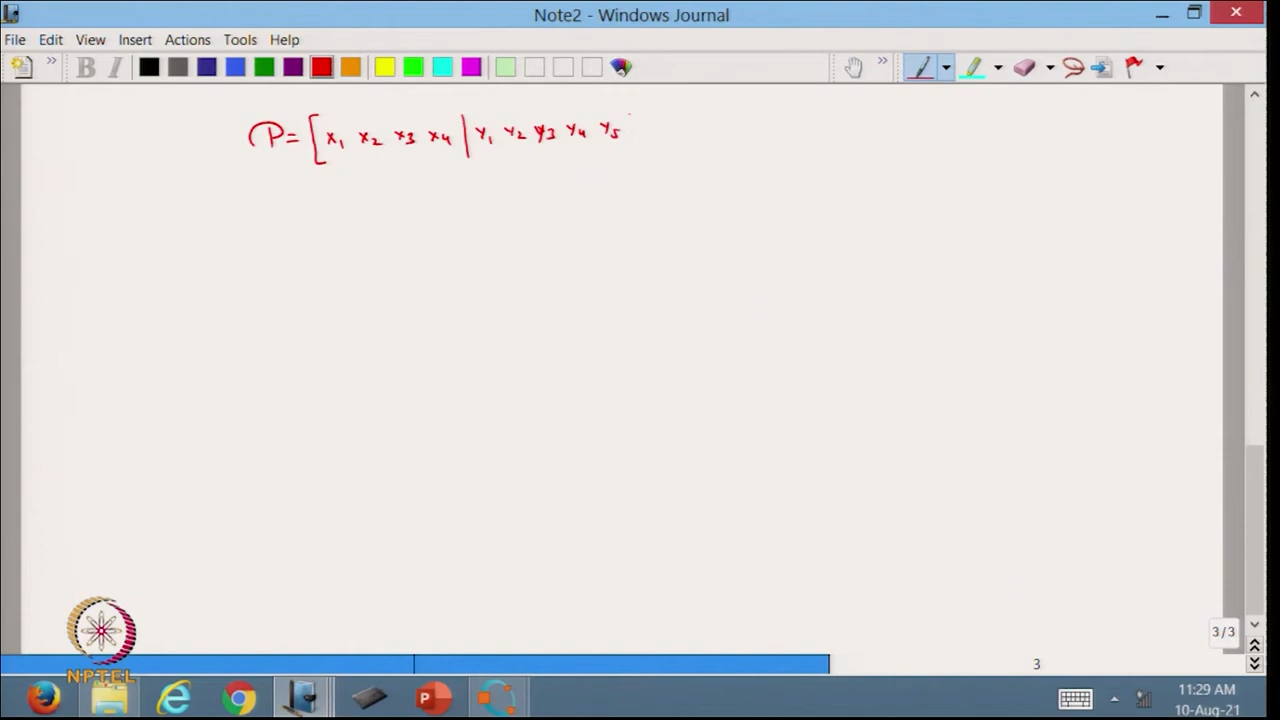 Note2 - Windows Journal
File Edit View Insert Actions Tools Help
B I
P = [ x₁ x₂ x₃ x₄ | y₁ y₂ y₃ y₄ y₅
3/3
3
NPTEL
11:29 AM
10-Aug-21